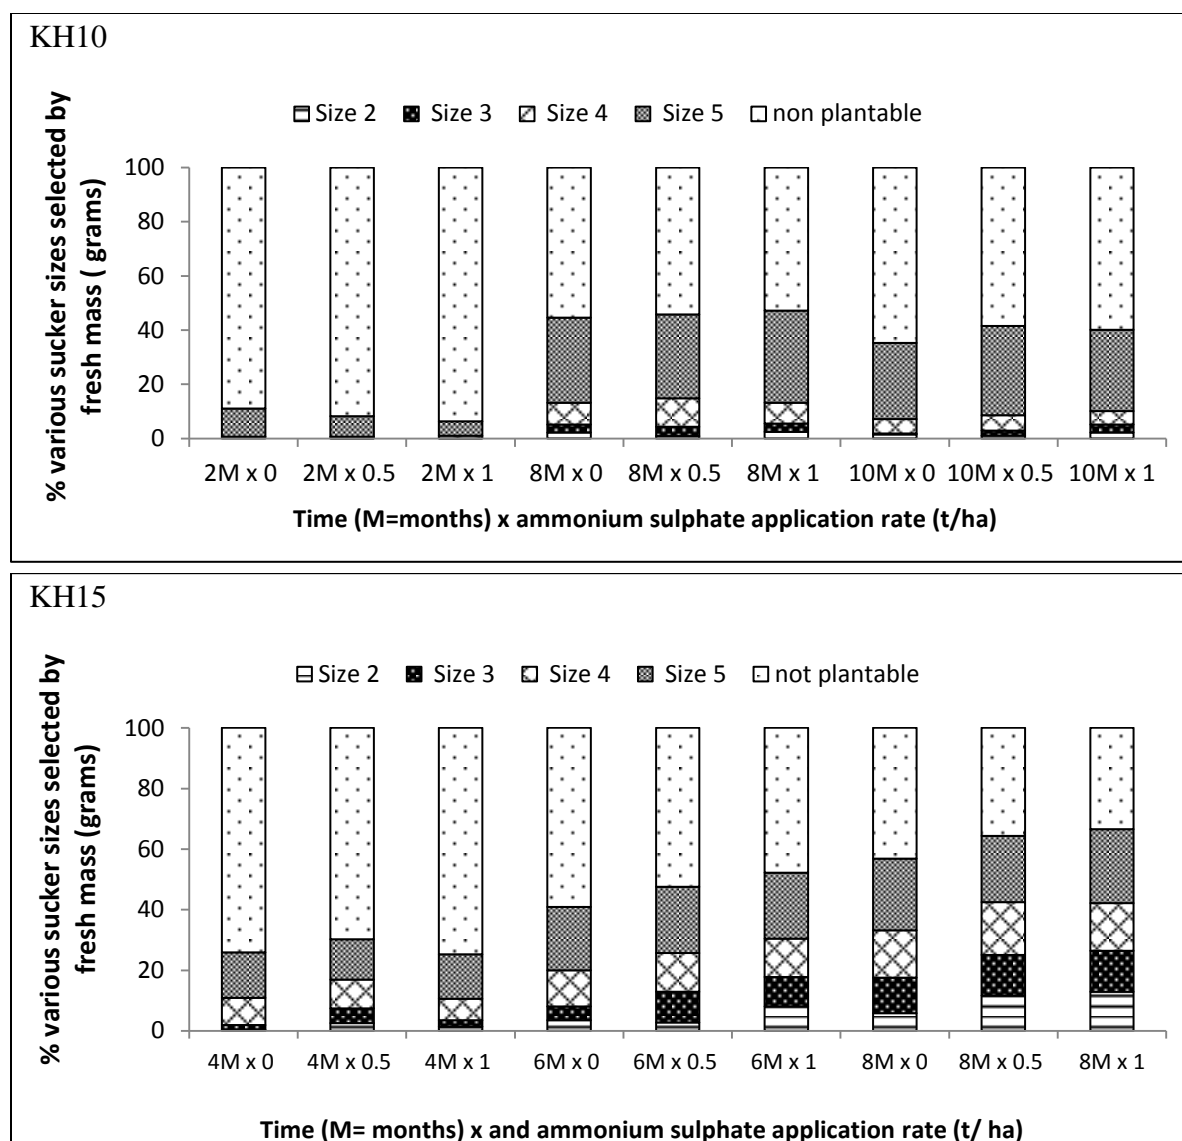 KH10
% various sucker sizes selected by
fresh mass ( grams)
Size 2 Size 3 Size 4 Size 5 non plantable
100
80
60
40
20
0
2M x 0 2M x 0.5 2M x 1 8M x 0 8M x 0.5 8M x 1 10M x 0 10M x 0.5 10M x 1
Time (M=months) x ammonium sulphate application rate (t/ha)
KH15
% various sucker sizes selected by
fresh mass (grams)
Size 2 Size 3 Size 4 Size 5 not plantable
100
80
60
40
20
0
4M x 0 4M x 0.5 4M x 1 6M x 0 6M x 0.5 6M x 1 8M x 0 8M x 0.5 8M x 1
Time (M= months) x and ammonium sulphate application rate (t/ ha)